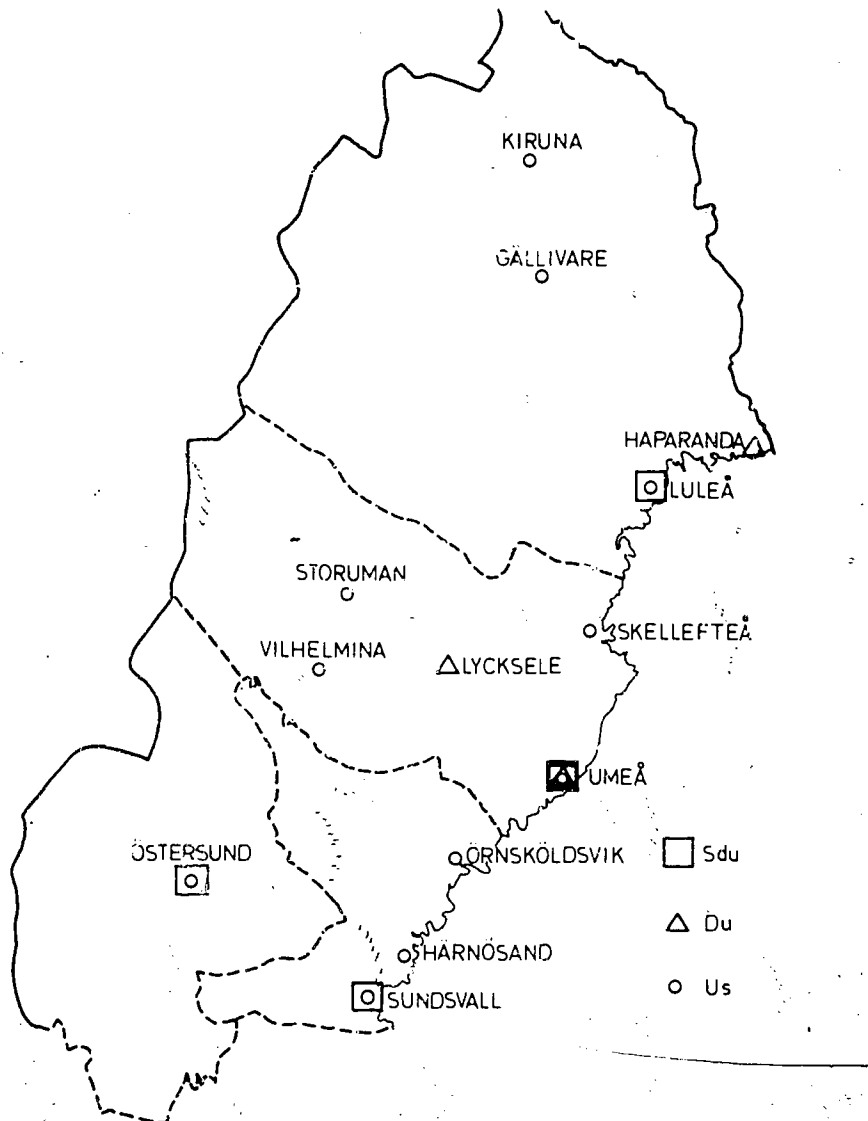 KIRUNA
GÄLLIVARE
HAPARANDA
LULEÅ
STORUMAN
SKELLEFTEÅ
VILHELMINA
LYCKSELE
UMEÅ
ÖSTERSUND
ÖRNSKÖLDSVIK
Sdu
Du
HÄRNÖSAND
Us
SUNDSVALL